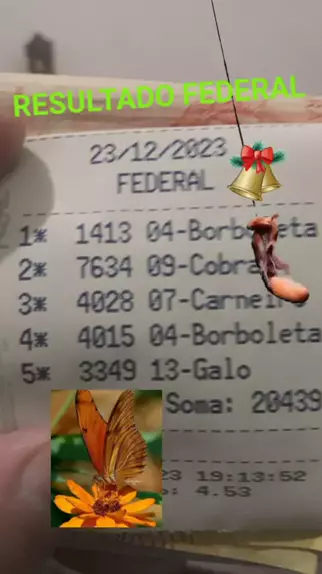 RESULTADO FEDERAL
23/12/2023
FEDERAL
1* 1413 04-Borboleta
2* 7634 09-Cobra
3* 4028 07-Carneiro
4* 4015 04-Borboleta
5* 3349 13-Galo
Soma: 20439
23 19:13:52
: 4.53